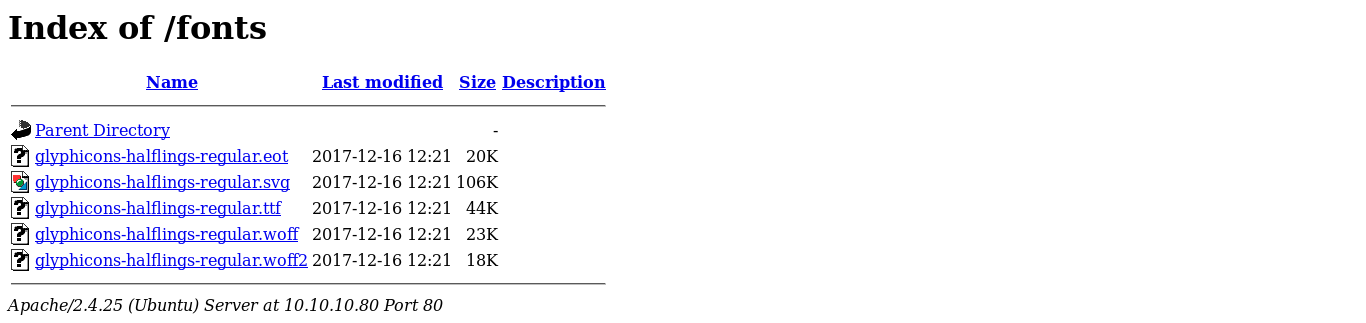 Index of /fonts
Name Last modified Size Description
Parent Directory -
glyphicons-halflings-regular.eot 2017-12-16 12:21 20K
glyphicons-halflings-regular.svg 2017-12-16 12:21 106K
glyphicons-halflings-regular.ttf 2017-12-16 12:21 44K
glyphicons-halflings-regular.woff 2017-12-16 12:21 23K
glyphicons-halflings-regular.woff2 2017-12-16 12:21 18K
Apache/2.4.25 (Ubuntu) Server at 10.10.10.80 Port 80